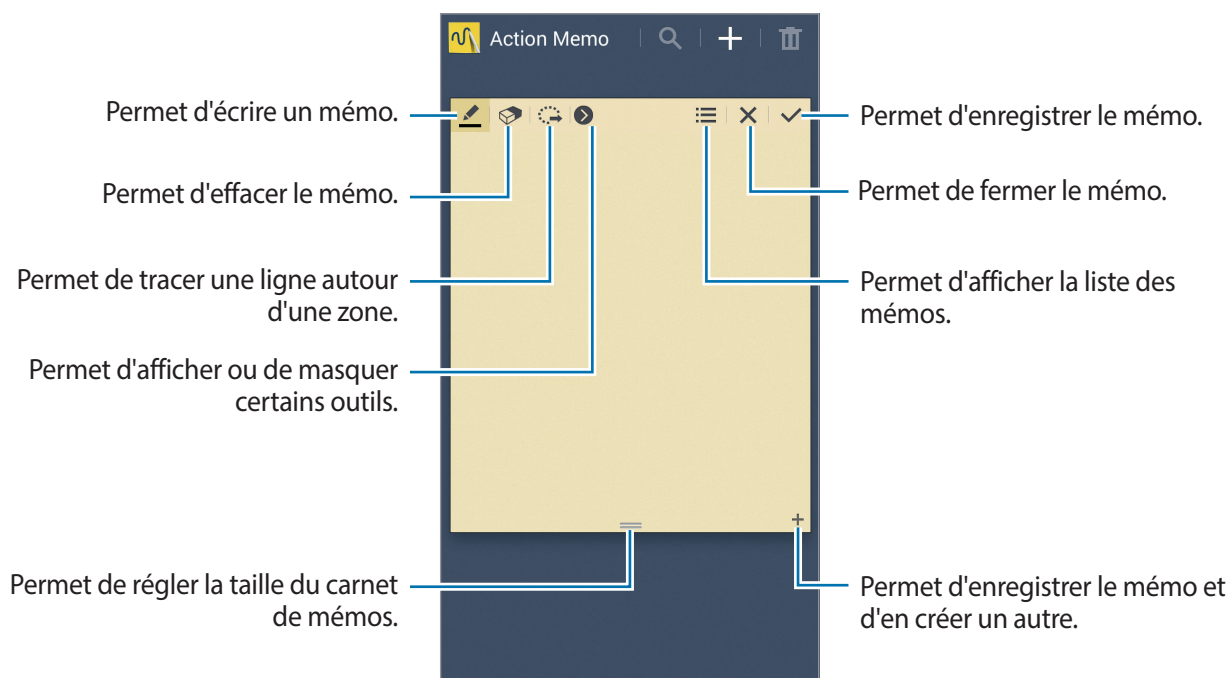 Action Memo
Permet d'écrire un mémo.
Permet d'effacer le mémo.
Permet de tracer une ligne autour
d'une zone.
Permet d'afficher ou de masquer
certains outils.
Permet de régler la taille du carnet
de mémos.
Permet d'enregistrer le mémo.
Permet de fermer le mémo.
Permet d'afficher la liste des
mémos.
Permet d'enregistrer le mémo et
d'en créer un autre.